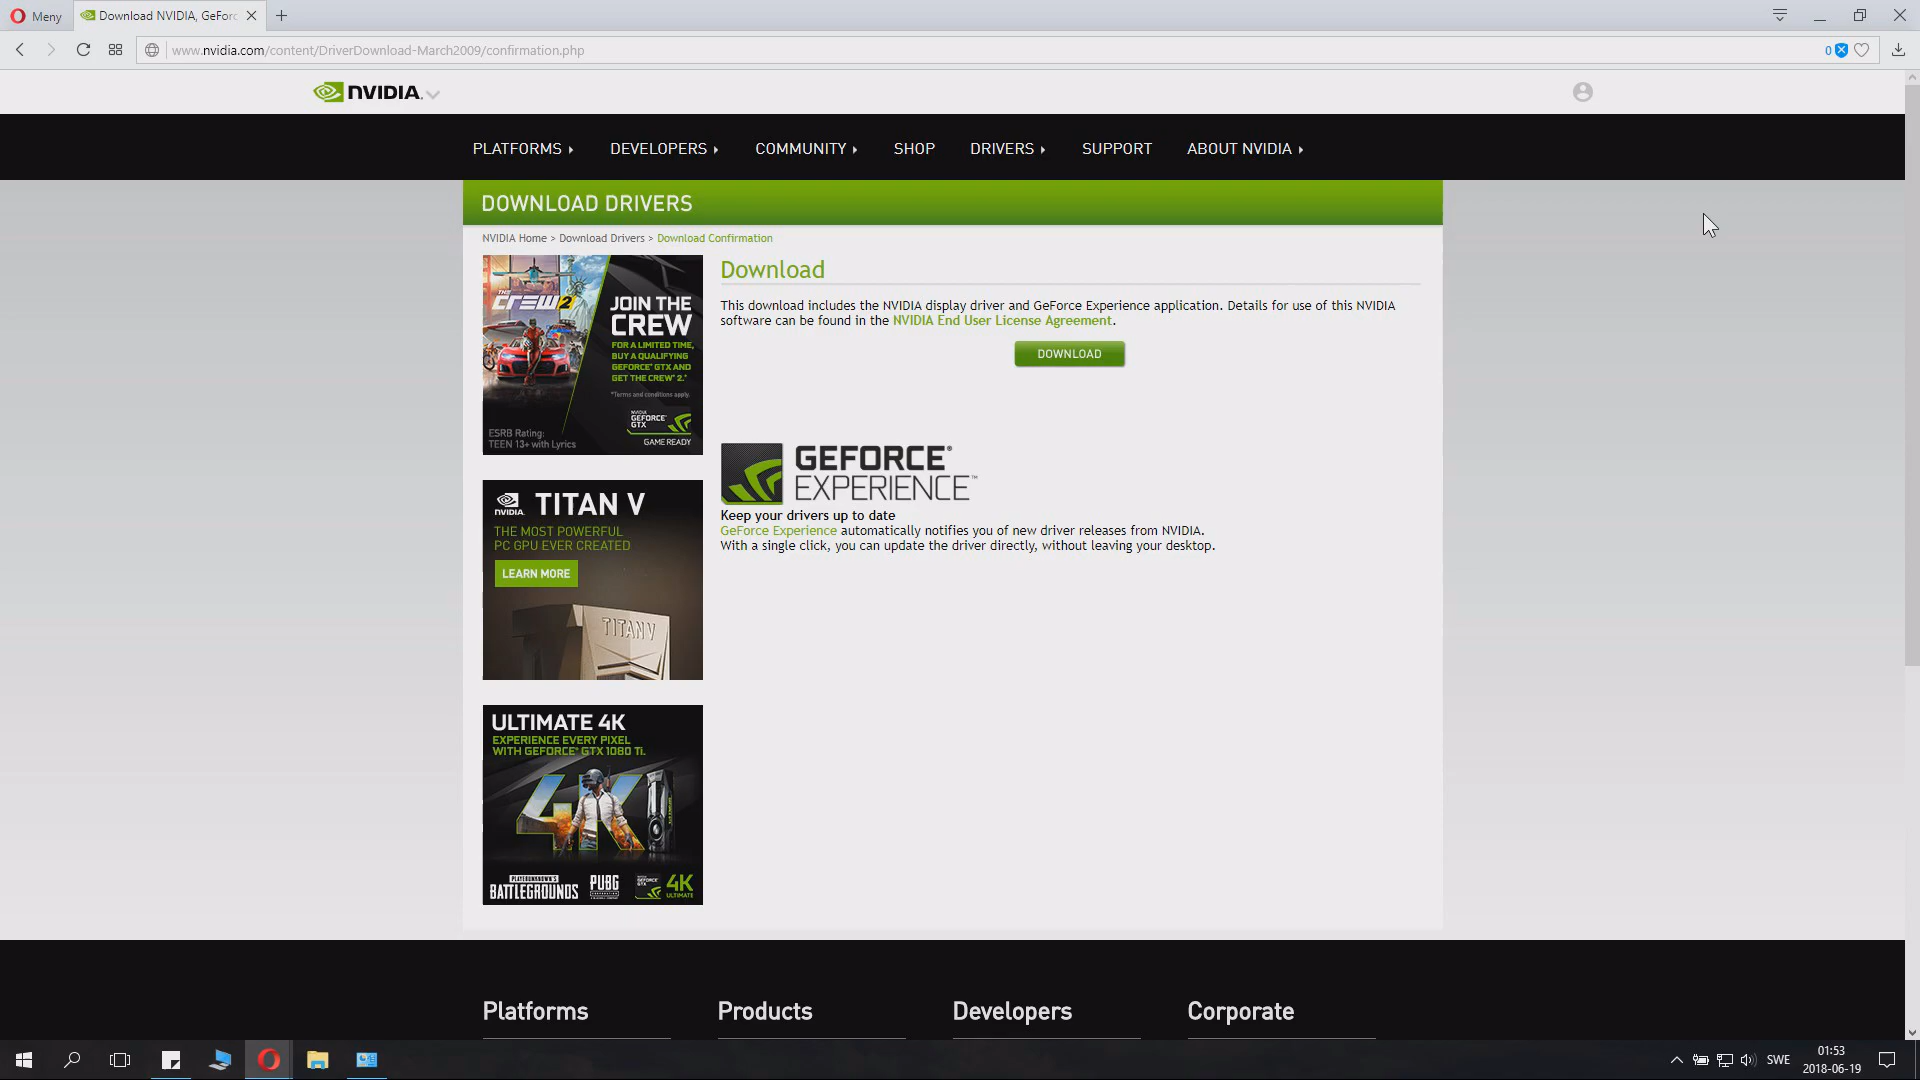 Meny
Download NVIDIA, GeForc
www.nvidia.com/content/DriverDownload-March2009/confirmation.php
0
NVIDIA.
PLATFORMS
DEVELOPERS
COMMUNITY
SHOP
DRIVERS
SUPPORT
ABOUT NVIDIA
DOWNLOAD DRIVERS
NVIDIA Home > Download Drivers > Download Confirmation
THE CREW 2
JOIN THE
CREW
FOR A LIMITED TIME,
BUY A QUALIFYING
GEFORCE® GTX AND
GET THE CREW® 2.*
*Terms and conditions apply.
NVIDIA
GEFORCE
GTX
GAME READY
ESRB Rating:
TEEN 13+ with Lyrics
Download
This download includes the NVIDIA display driver and GeForce Experience application. Details for use of this NVIDIA
software can be found in the NVIDIA End User License Agreement.
DOWNLOAD
GEFORCE®
EXPERIENCE™
Keep your drivers up to date
GeForce Experience automatically notifies you of new driver releases from NVIDIA.
With a single click, you can update the driver directly, without leaving your desktop.
NVIDIA.
TITAN V
THE MOST POWERFUL
PC GPU EVER CREATED
LEARN MORE
TITAN V
ULTIMATE 4K
EXPERIENCE EVERY PIXEL
WITH GEFORCE® GTX 1080 Ti.
4K
PLAYERUNKNOWN'S
BATTLEGROUNDS
PUBG
GEFORCE
GTX
4K
ULTIMATE
Platforms
Products
Developers
Corporate
SWE
01:53
2018-06-19